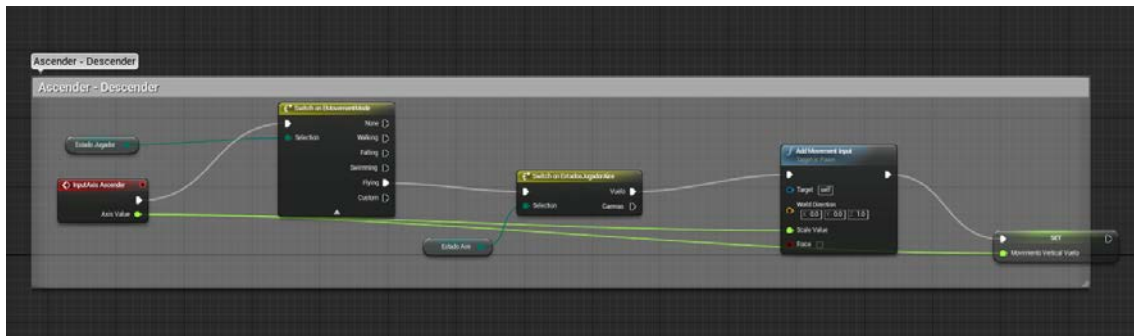 Ascender - Descender
Ascender - Descender
Switch on EMovementMode
None
Estado Jugador
Selection
Walking
Falling
Swimming
Flying
Custom
InputAxis Ascender
Axis Value
Switch on EstadosJugadorAire
Vuelo
Selection
Caernos
Estado Aire
Add Movement Input
Target is Pawn
Target self
World Direction
X 0.0 Y 0.0 Z 1.0
Scale Value
Force
SET
Movimiento Vertical Vuelo